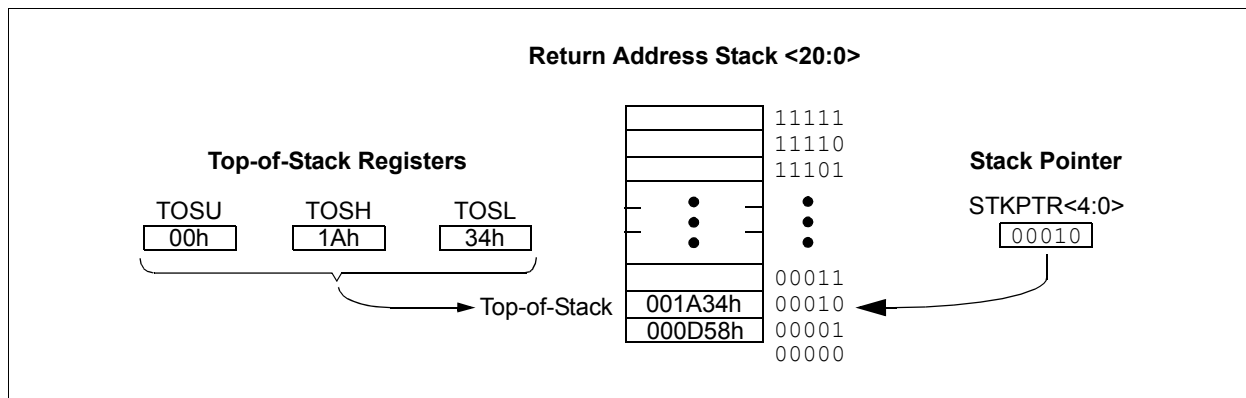 Return Address Stack <20:0>
11111
11110
11101
Top-of-Stack Registers
Stack Pointer
TOSU TOSH TOSL
STKPTR<4:0>
00h 1Ah 34h
00010
00011
Top-of-Stack 001A34h 00010
000D58h 00001
00000